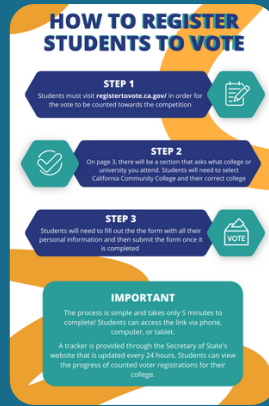 HOW TO REGISTER
STUDENTS TO VOTE
STEP 1
Students must visit registertovote.ca.gov/ in order for
the vote to be counted towards the competition
STEP 2
On page 3, there will be a section that asks what college or
university you attend. Students will need to select
California Community College and their correct college
STEP 3
Students will need to fill out the the form with all their
personal information and then submit the form once it
is completed
VOTE
IMPORTANT
The process is simple and takes only 5 minutes to
complete! Students can access the link via phone,
computer, or tablet.
A tracker is provided through the Secretary of State's
website that is updated every 24 hours. Students can view
the progress of counted voter registrations for their
college.